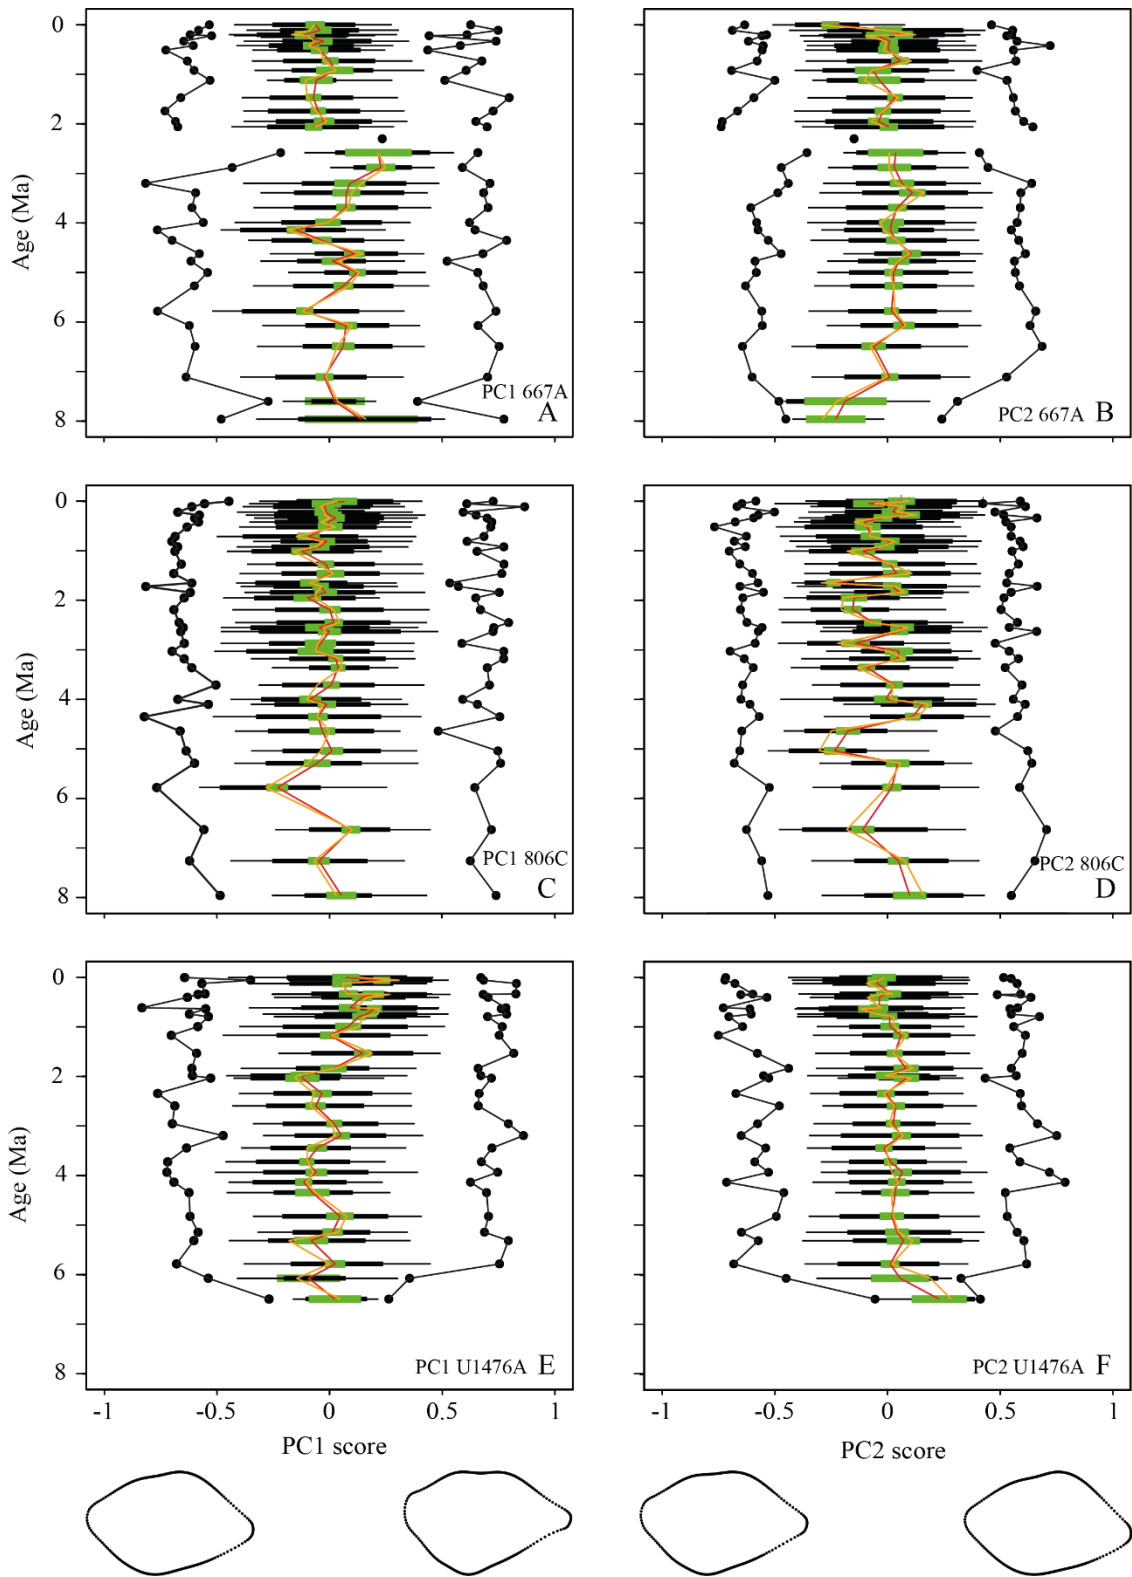 0
2
4
6
8
Age (Ma)
PC1 667A
A
PC2 667A
B
0
2
4
6
8
Age (Ma)
PC1 806C
C
PC2 806C
D
0
2
4
6
8
Age (Ma)
PC1 U1476A E
PC2 U1476A F
-1 -0.5 0 0.5 1
-1 -0.5 0 0.5 1
PC1 score
PC2 score